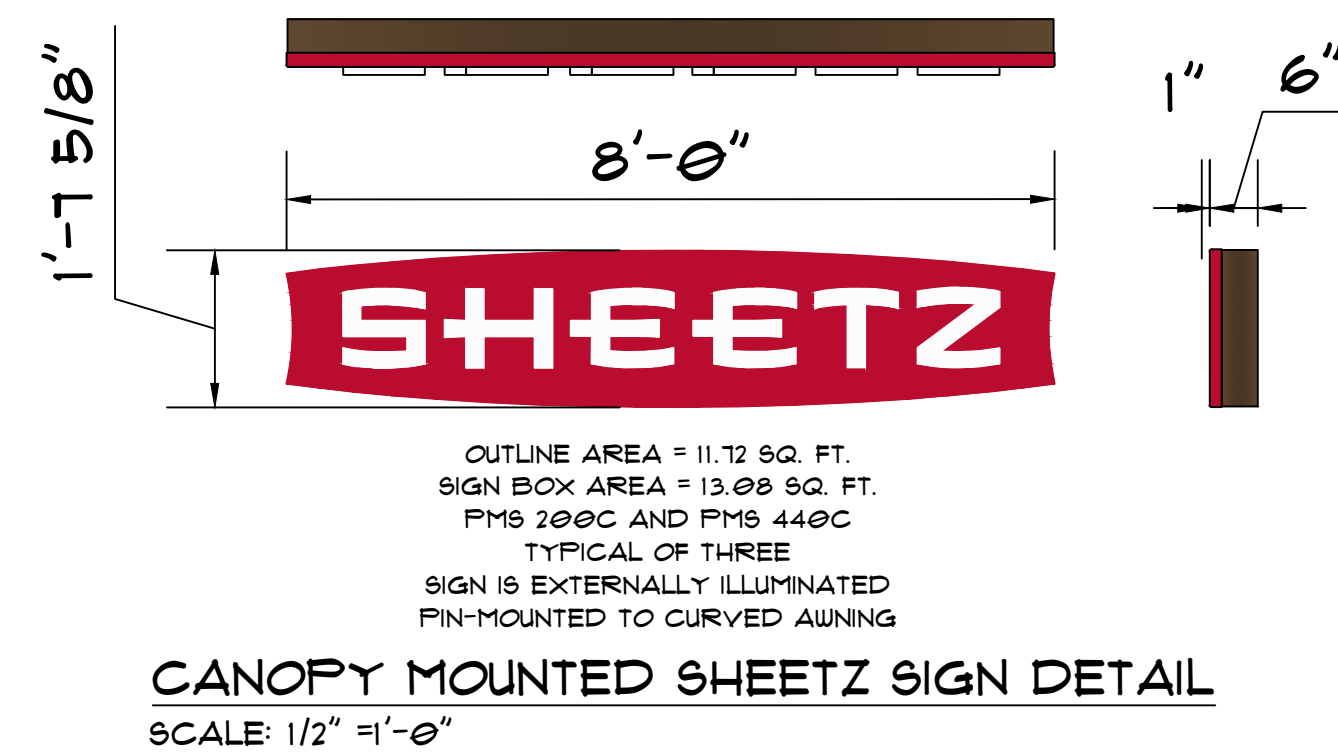 1'-7 5/8"
8'-0"
1"
6"
SHEETZ
OUTLINE AREA = 11.72 SQ. FT.
SIGN BOX AREA = 13.08 SQ. FT.
PMS 200C AND PMS 440C
TYPICAL OF THREE
SIGN IS EXTERNALLY ILLUMINATED
PIN-MOUNTED TO CURVED AWNING
CANOPY MOUNTED SHEETZ SIGN DETAIL
SCALE: 1/2" =1'-0"